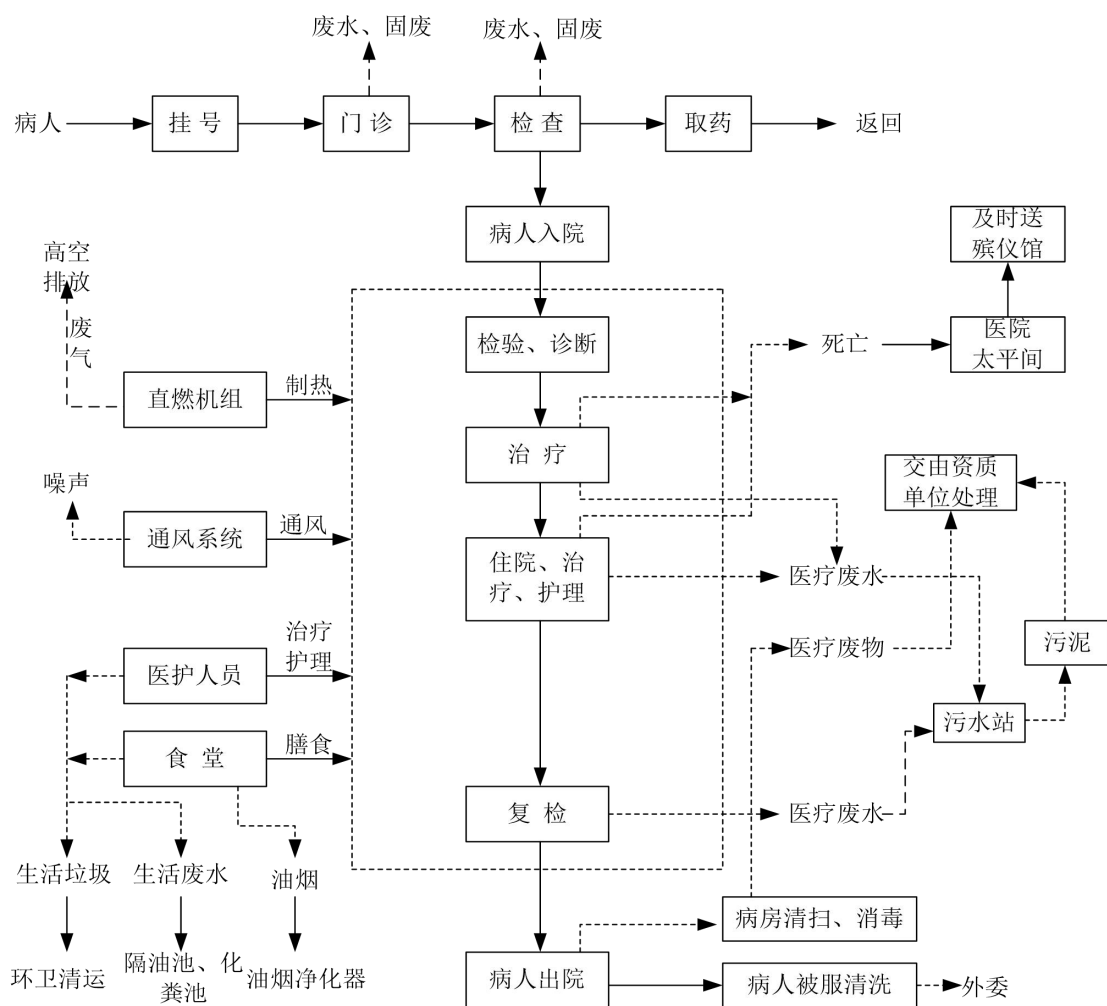 废水、固废
废水、固废
病人
挂 号
门 诊
检 查
取药
返回
病人入院
及时送
殡仪馆
高空
排放
废
气
检验、诊断
死亡
医院
太平间
直燃机组
制热
治 疗
交由资质
单位处理
噪声
通风系统
通风
住院、治
疗、护理
医疗废水
医疗废物
污泥
治疗
护理
医护人员
污水站
食 堂
膳食
复 检
医疗废水
生活垃圾
生活废水
油烟
病房清扫、消毒
环卫清运
隔油池、化
粪池
油烟净化器
病人出院
病人被服清洗
外委